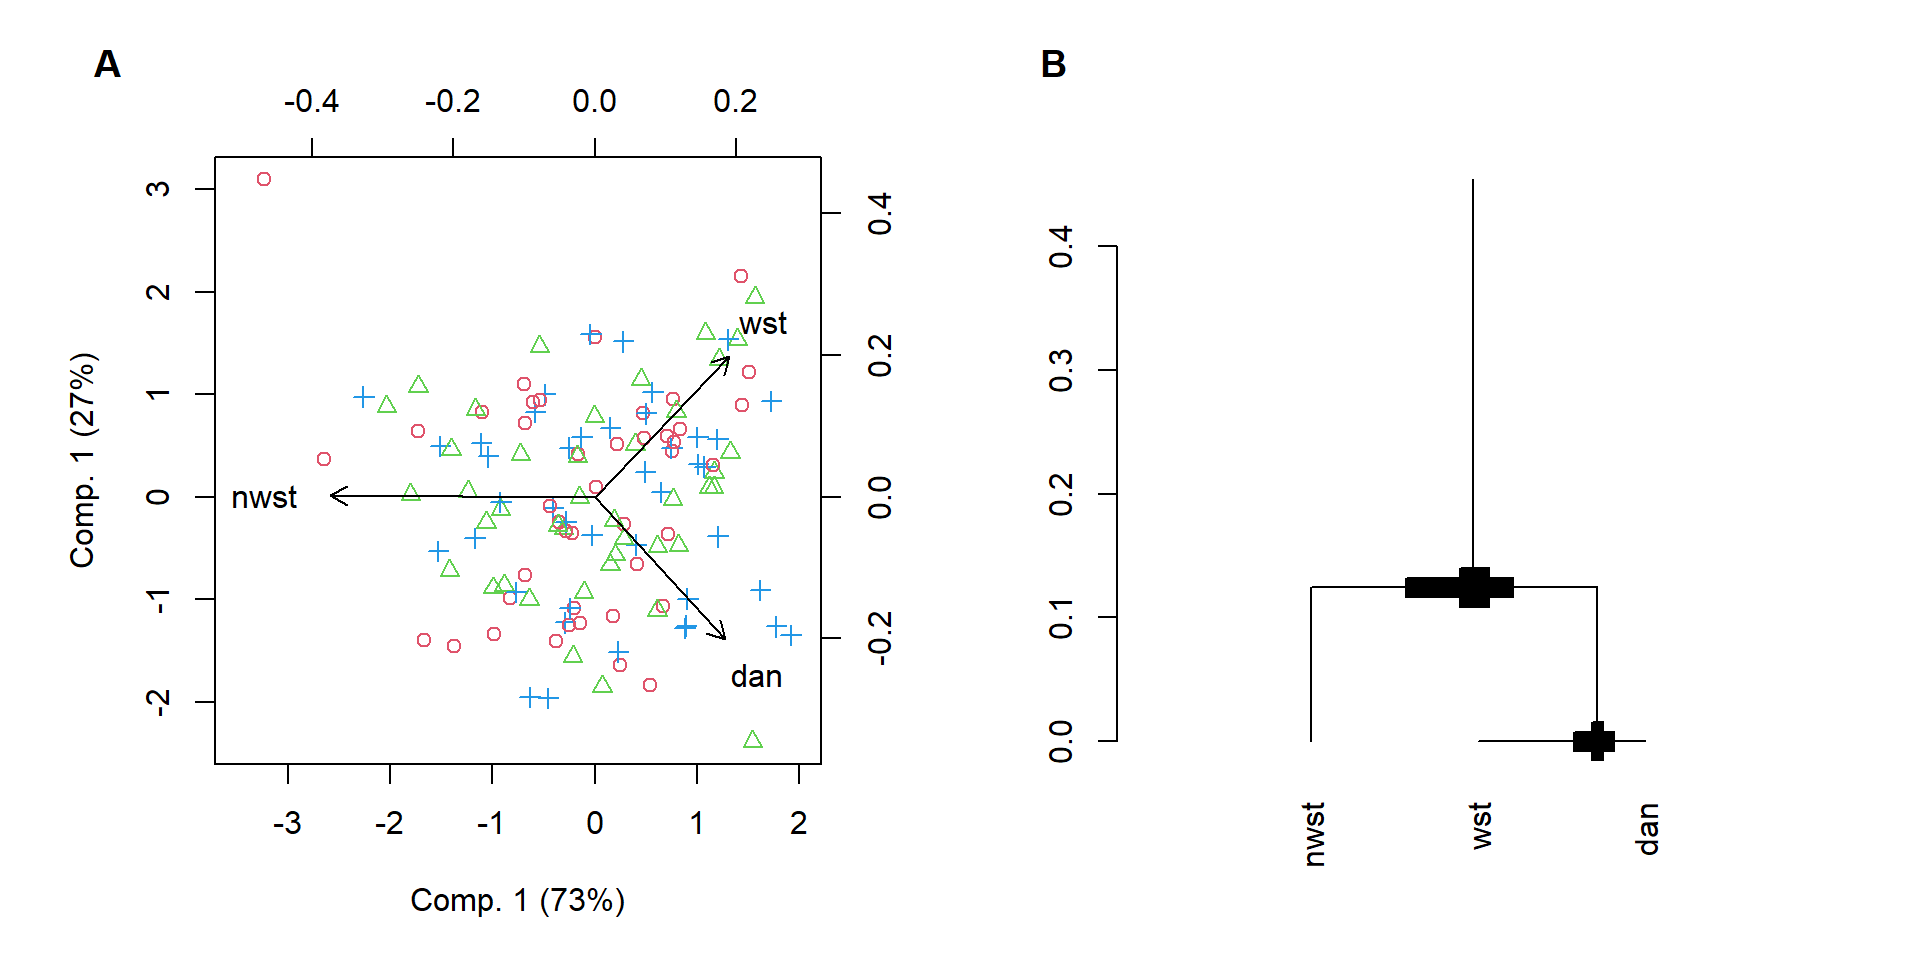 A
-0.4 -0.2 0.0 0.2
3
2
1
0
-1
-2
Comp. 1 (27%)
0.4
0.2
0.0
-0.2
wst
nwst
dan
-3 -2 -1 0 1 2
Comp. 1 (73%)
B
0.4
0.3
0.2
0.1
0.0
nwst
wst
dan